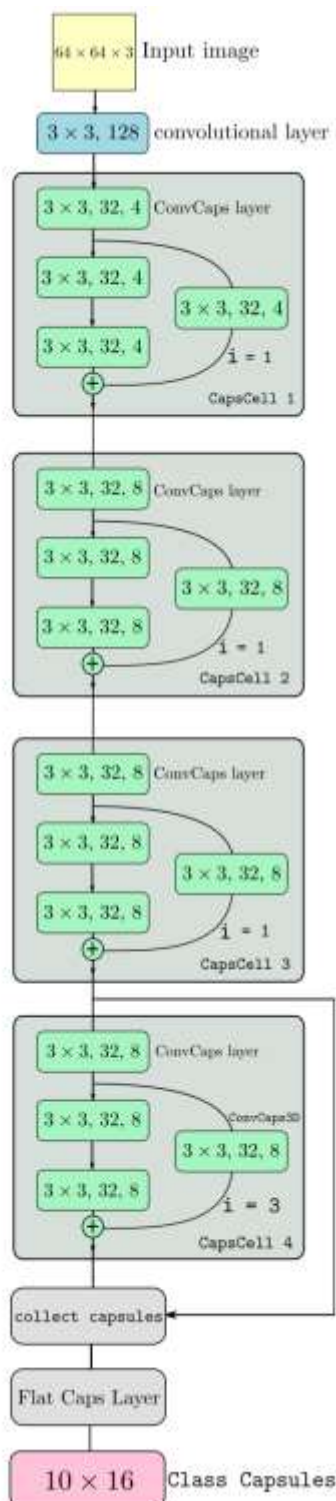 64 × 64 × 3 Input image
3 × 3, 128 convolutional layer
3 × 3, 32, 4 ConvCaps layer
3 × 3, 32, 4
3 × 3, 32, 4
3 × 3, 32, 4
i = 1
+
CapsCell 1
3 × 3, 32, 8 ConvCaps layer
3 × 3, 32, 8
3 × 3, 32, 8
3 × 3, 32, 8
i = 1
+
CapsCell 2
3 × 3, 32, 8 ConvCaps layer
3 × 3, 32, 8
3 × 3, 32, 8
3 × 3, 32, 8
i = 1
+
CapsCell 3
3 × 3, 32, 8 ConvCaps layer
ConvCaps3D
3 × 3, 32, 8
3 × 3, 32, 8
3 × 3, 32, 8
i = 3
+
CapsCell 4
collect capsules
Flat Caps Layer
10 × 16 Class Capsules